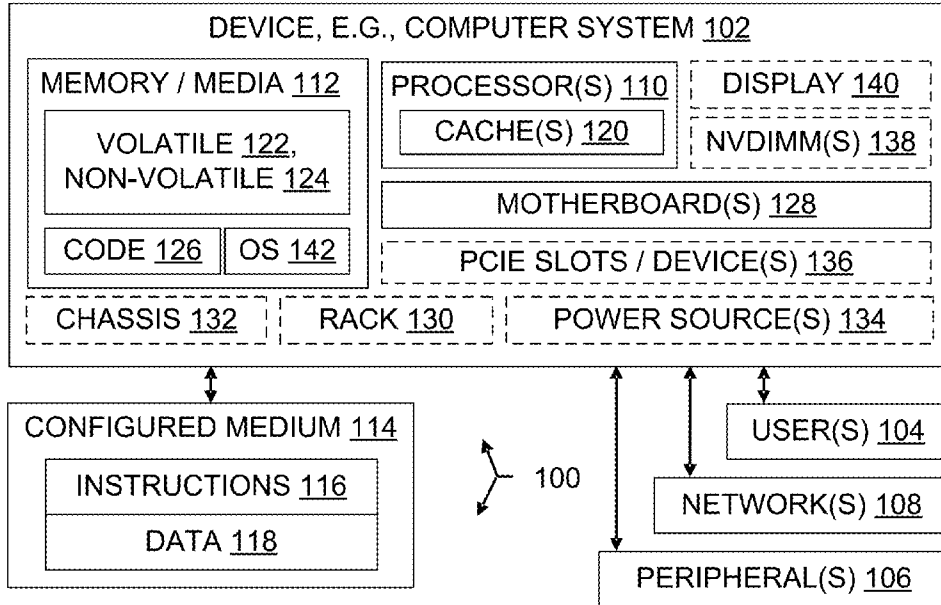 DEVICE, E.G., COMPUTER SYSTEM 102
MEMORY / MEDIA 112
VOLATILE 122,
NON-VOLATILE 124
CODE 126
OS 142
PROCESSOR(S) 110
CACHE(S) 120
DISPLAY 140
NVDIMM(S) 138
MOTHERBOARD(S) 128
PCIE SLOTS / DEVICE(S) 136
CHASSIS 132
RACK 130
POWER SOURCE(S) 134
CONFIGURED MEDIUM 114
INSTRUCTIONS 116
DATA 118
100
USER(S) 104
NETWORK(S) 108
PERIPHERAL(S) 106